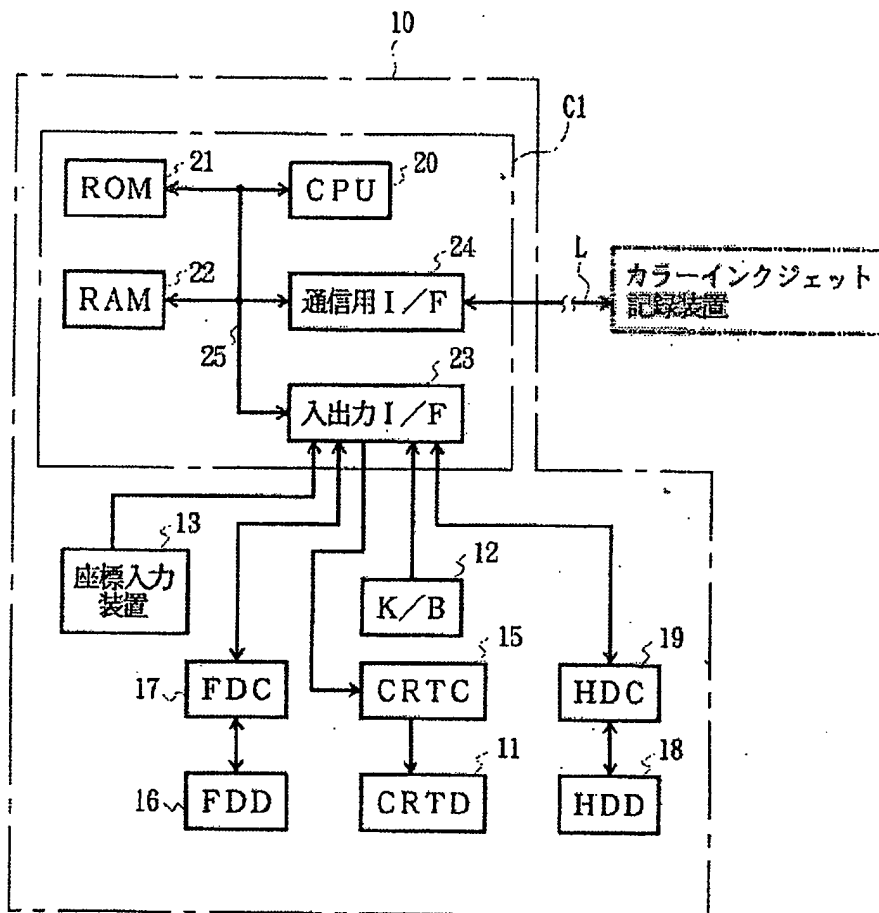 10
C1
21
ROM
20
CPU
24
L
22
RAM
通信用I/F
カラーインクジェット
記録装置
25
23
入出力I/F
13
座標入力
装置
12
K/B
15
19
17
FDC
CRTC
HDC
11
18
16
FDD
CRTD
HDD